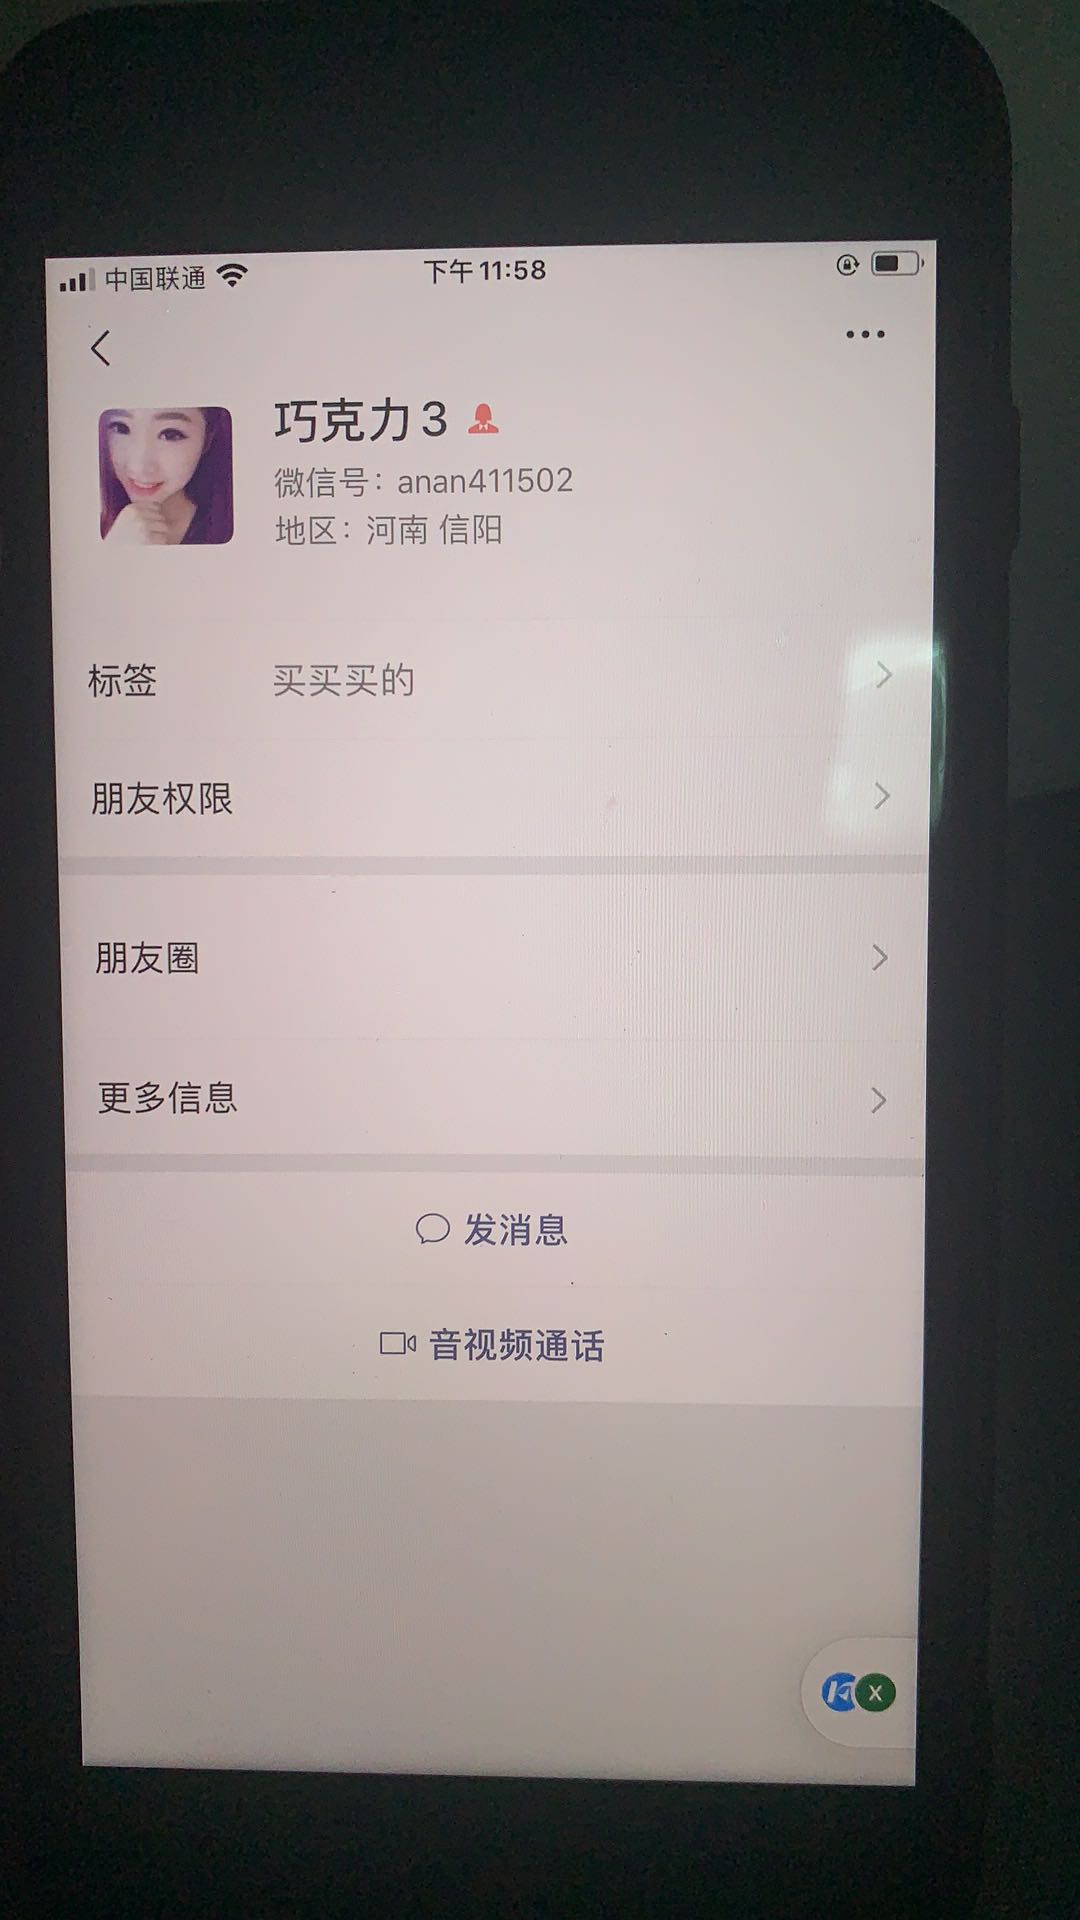 中国联通
下午11:58
巧克力3
微信号：anan411502
地区：河南 信阳
标签 买买买的
朋友权限
朋友圈
更多信息
发消息
音视频通话
X